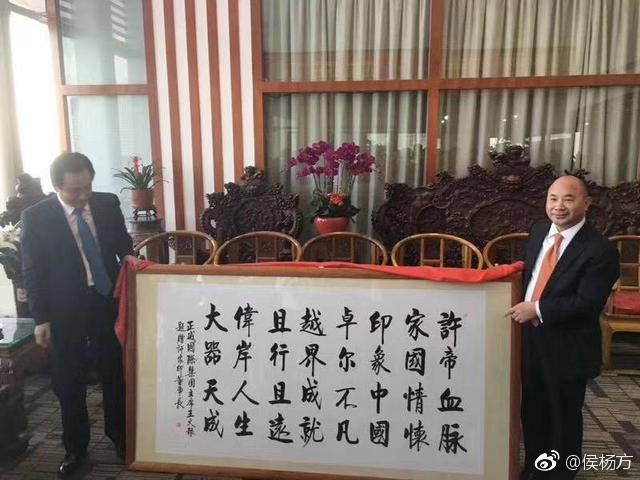 許帝血脈
家國情懷
印象中國
卓尔不凡
越界成就
且行且遠
偉岸人生
大器天成
正威國際集團主席王文銀
題贈許家印董事長
@侯杨方